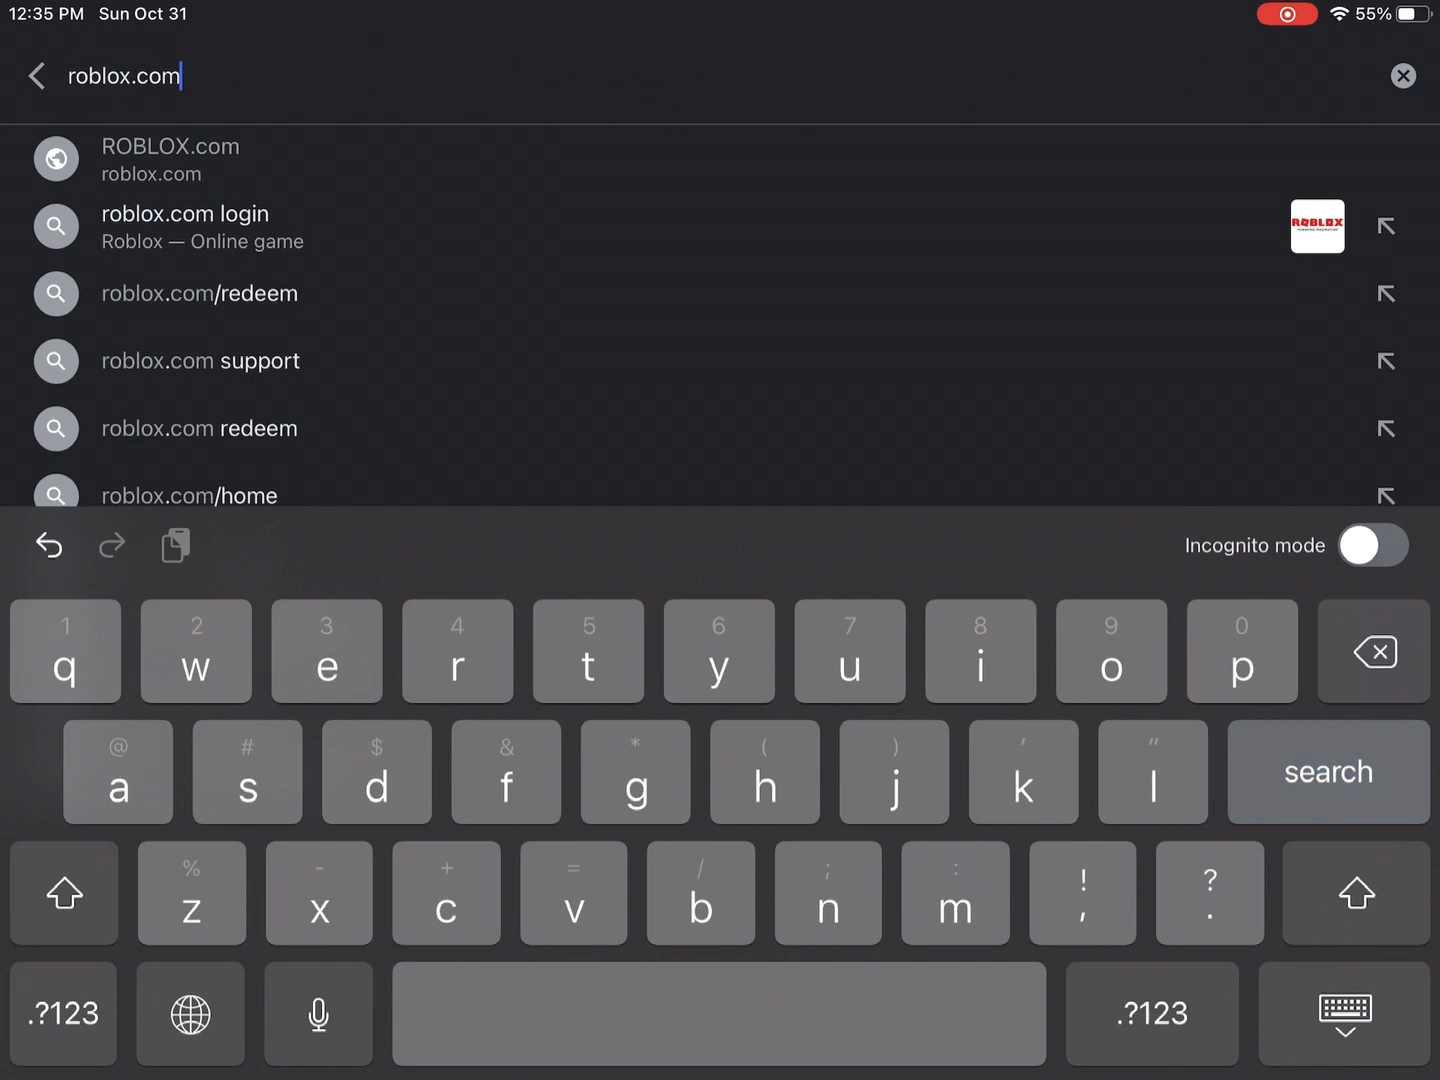 12:35 PM Sun Oct 31 55%
roblox.com
ROBLOX.com
roblox.com
roblox.com login
Roblox — Online game
ROBLOX
roblox.com/redeem
roblox.com support
roblox.com redeem
roblox.com/home
Incognito mode
1 2 3 4 5 6 7 8 9 0
q w e r t y u i o p
@ # $ & * ( ) ' "
a s d f g h j k l search
% - + = / ; : ! ?
z x c v b n m , .
.?123 .?123